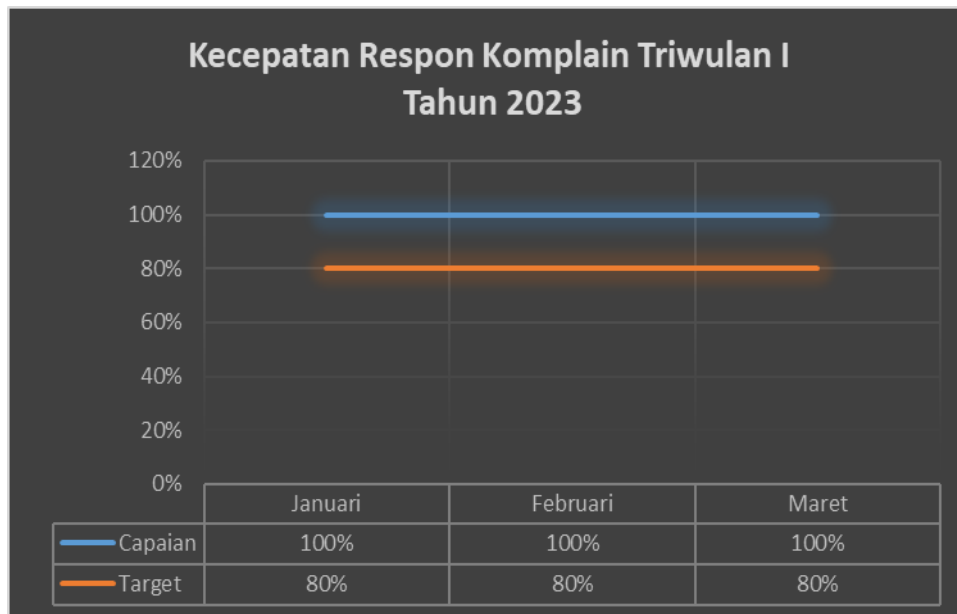 Kecepatan Respon Komplain Triwulan I
Tahun 2023
120%
100%
80%
60%
40%
20%
0%
Januari Februari Maret
Capaian 100% 100% 100%
Target 80% 80% 80%